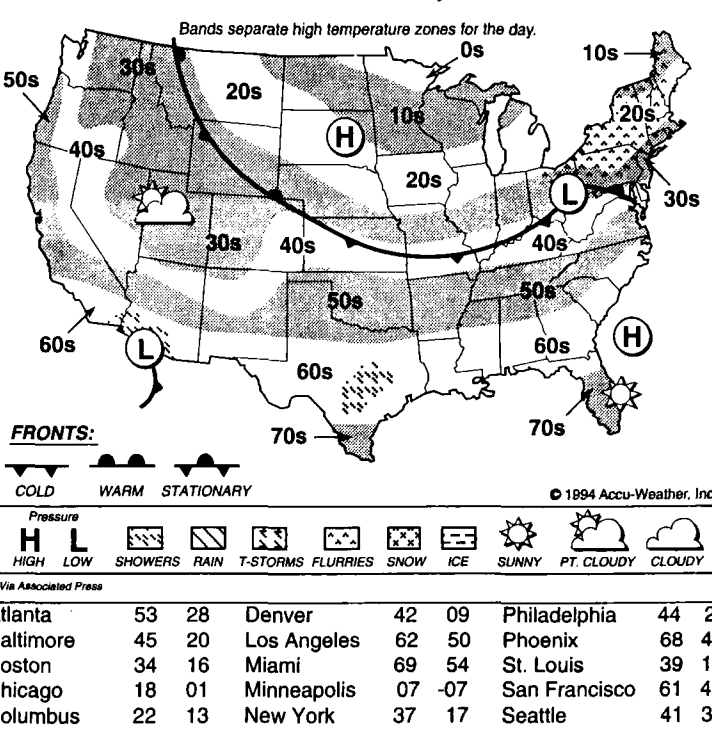 Bands separate high temperature zones for the day.
0s
10s
50s
30s
20s
10s
20s
40s
H
20s
L
30s
30s
40s
40s
50s
50s
60s
L
60s
60s
H
70s
70s
FRONTS:
COLD WARM STATIONARY
© 1994 Accu-Weather, Inc
Pressure
H L
HIGH LOW SHOWERS RAIN T-STORMS FLURRIES SNOW ICE SUNNY PT. CLOUDY CLOUDY
Via Associated Press
tlanta 53 28 Denver 42 09 Philadelphia 44 2
altimore 45 20 Los Angeles 62 50 Phoenix 68 4
oston 34 16 Miami 69 54 St. Louis 39 1
hicago 18 01 Minneapolis 07 -07 San Francisco 61 4
olumbus 22 13 New York 37 17 Seattle 41 3